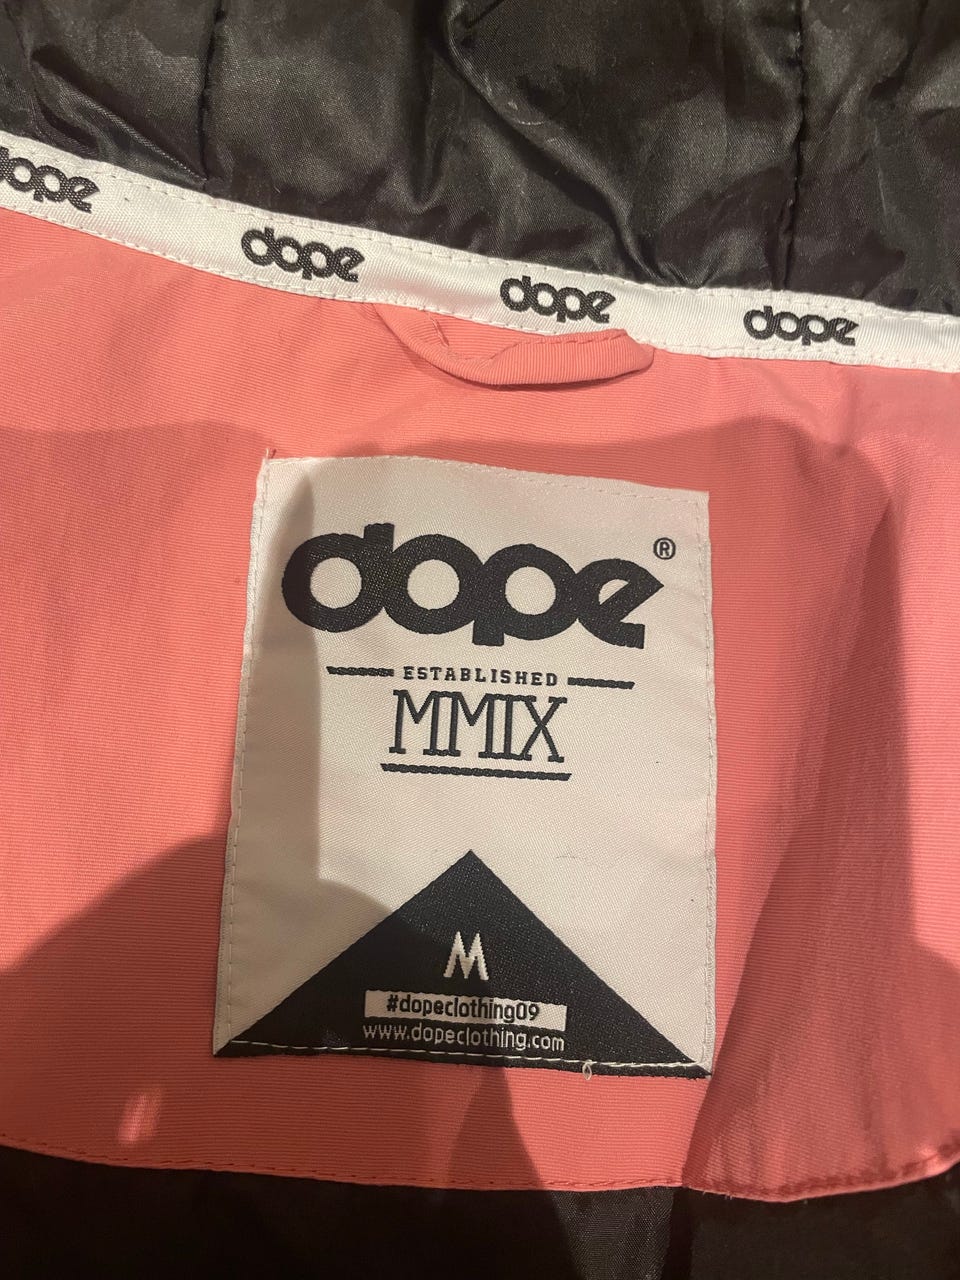 dope
dope
dope
dope
dope®
ESTABLISHED
MMIX
M
#dopeclothing09
www.dopeclothing.com